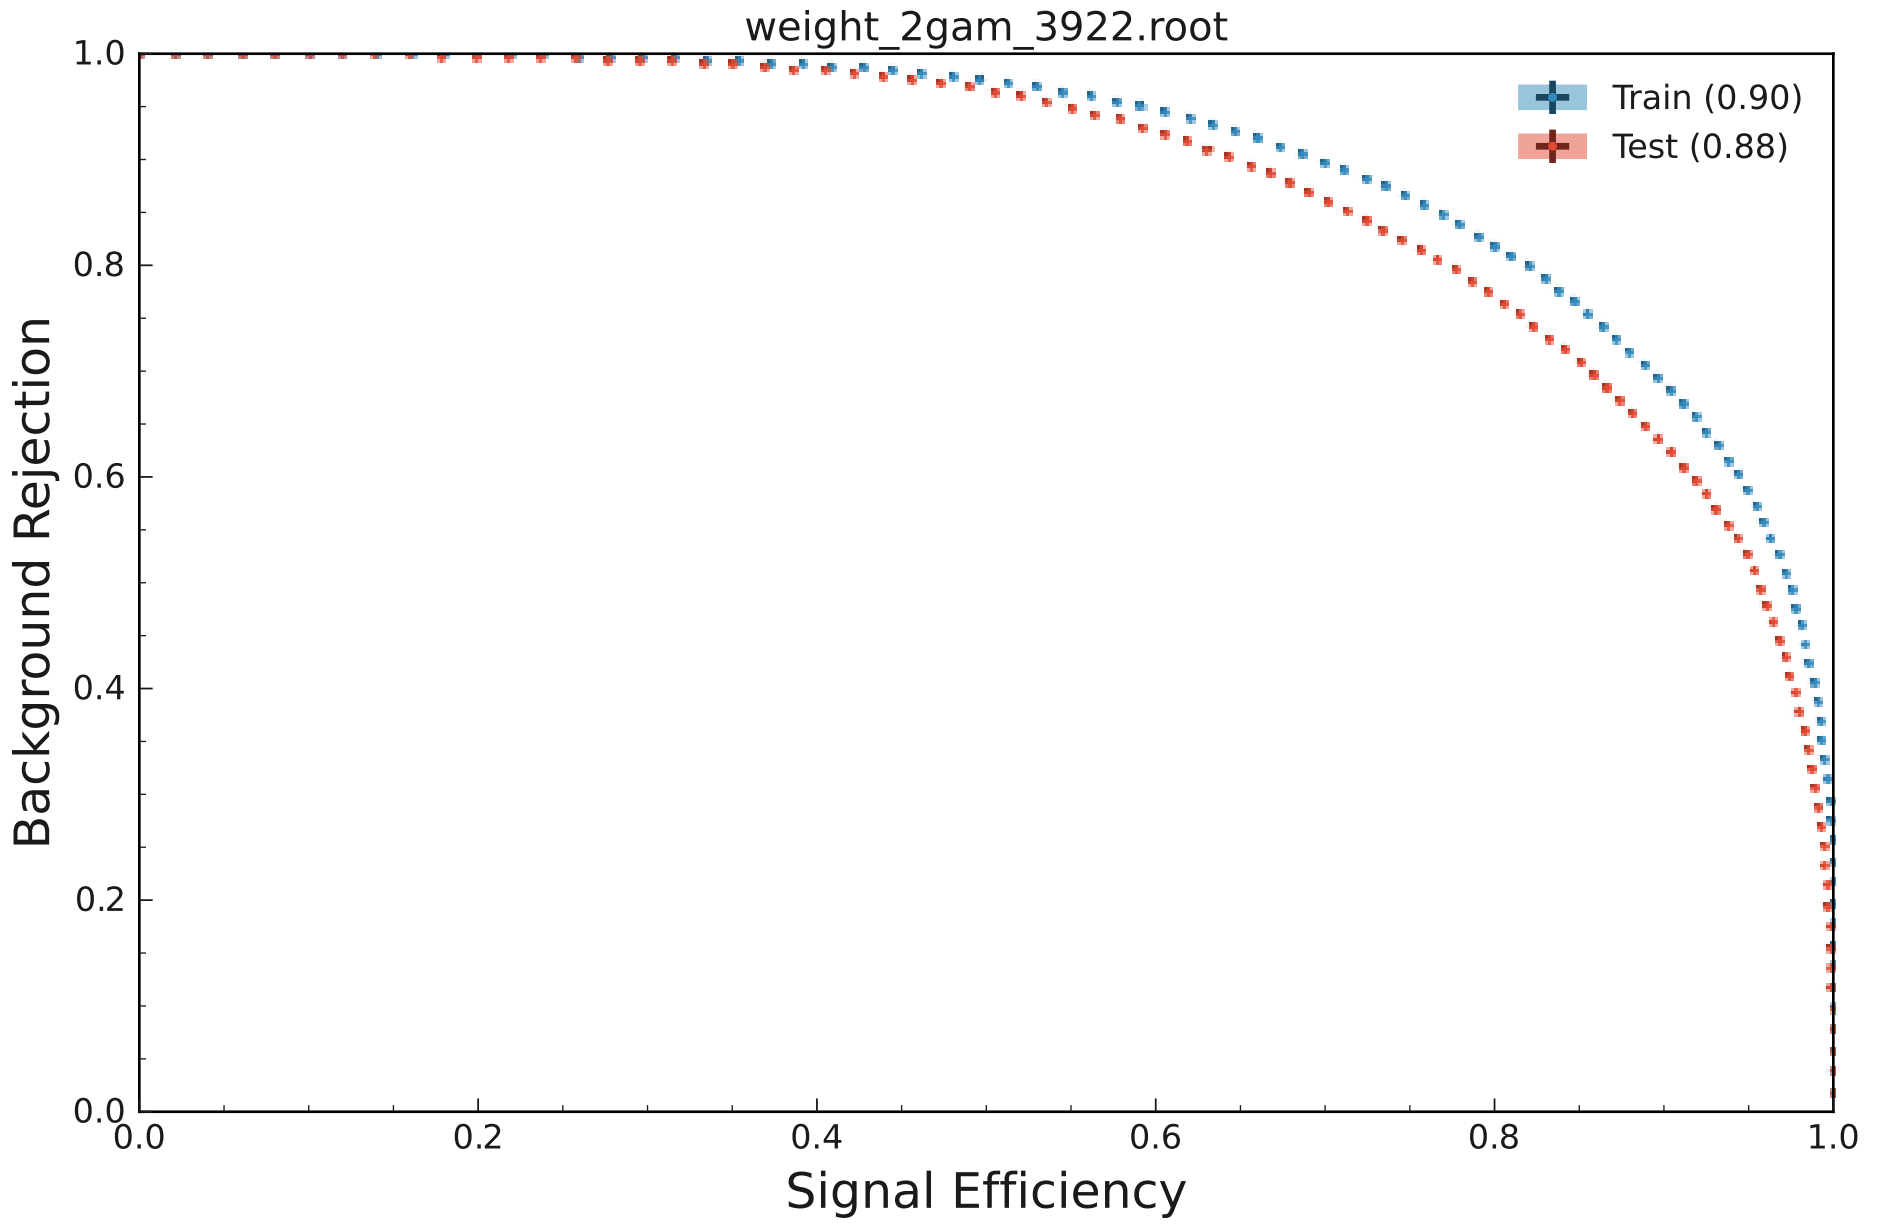 weight_2gam_3922.root
1.0
Train (0.90)
Test (0.88)
0.8
0.6
0.4
0.2
0.0
Background Rejection
0.0 0.2 0.4 0.6 0.8 1.0
Signal Efficiency